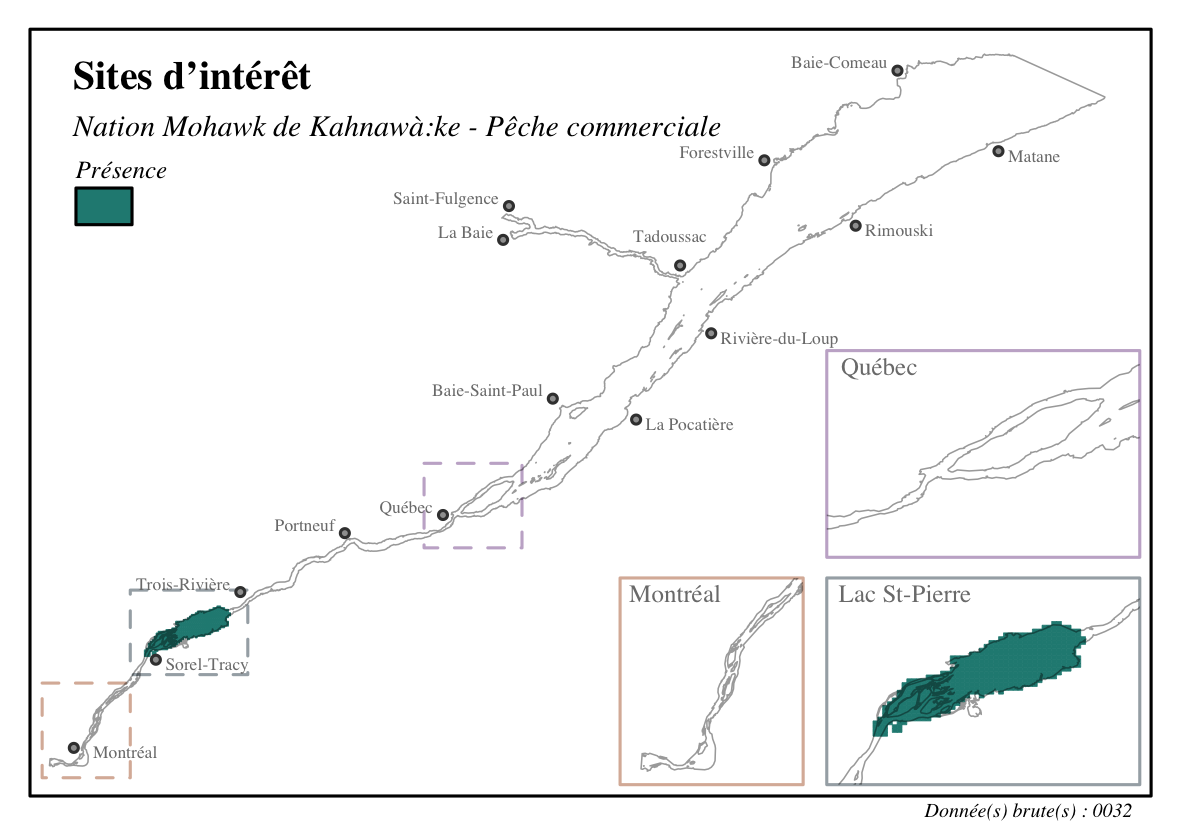 Sites d’intérêt
Nation Mohawk de Kahnawà:ke - Pêche commerciale
Présence
Baie-Comeau
Forestville
Matane
Saint-Fulgence
La Baie
Tadoussac
Rimouski
Rivière-du-Loup
Baie-Saint-Paul
La Pocatière
Québec
Portneuf
Trois-Rivière
Sorel-Tracy
Montréal
Québec
Montréal
Lac St-Pierre
Donnée(s) brute(s) : 0032